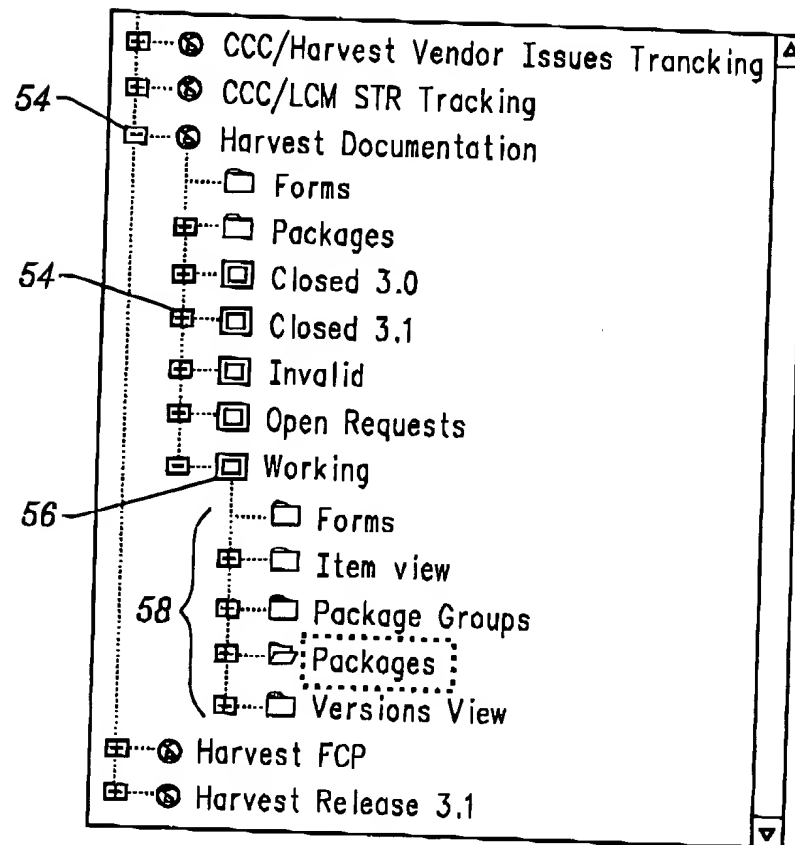 CCC/Harvest Vendor Issues Trancking
54
CCC/LCM STR Tracking
Harvest Documentation
Forms
Packages
54
Closed 3.0
Closed 3.1
Invalid
Open Requests
Working
56
Forms
Item view
58
Package Groups
Packages
Versions View
Harvest FCP
Harvest Release 3.1